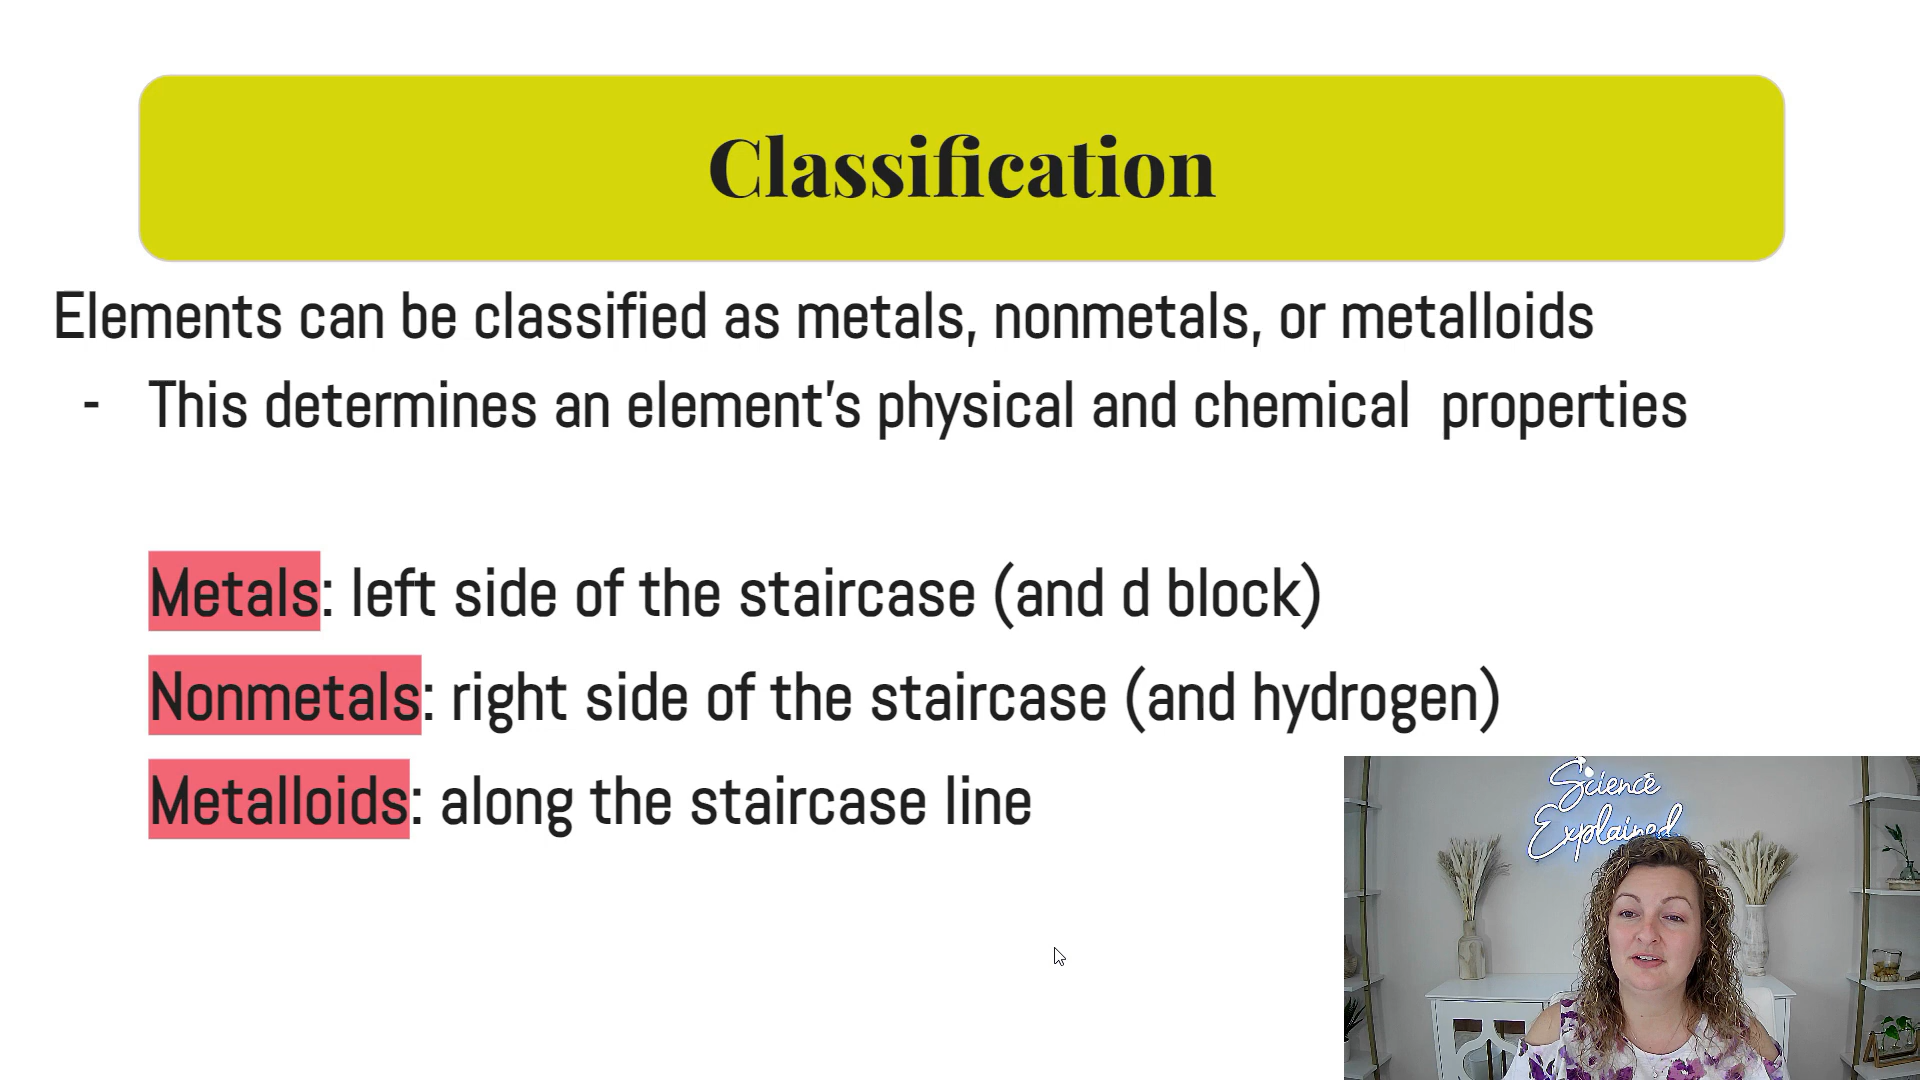 Classification
Elements can be classified as metals, nonmetals, or metalloids
- This determines an element’s physical and chemical  properties
Metals: left side of the staircase (and d block)
Nonmetals: right side of the staircase (and hydrogen)
Metalloids: along the staircase line
Science
Explained